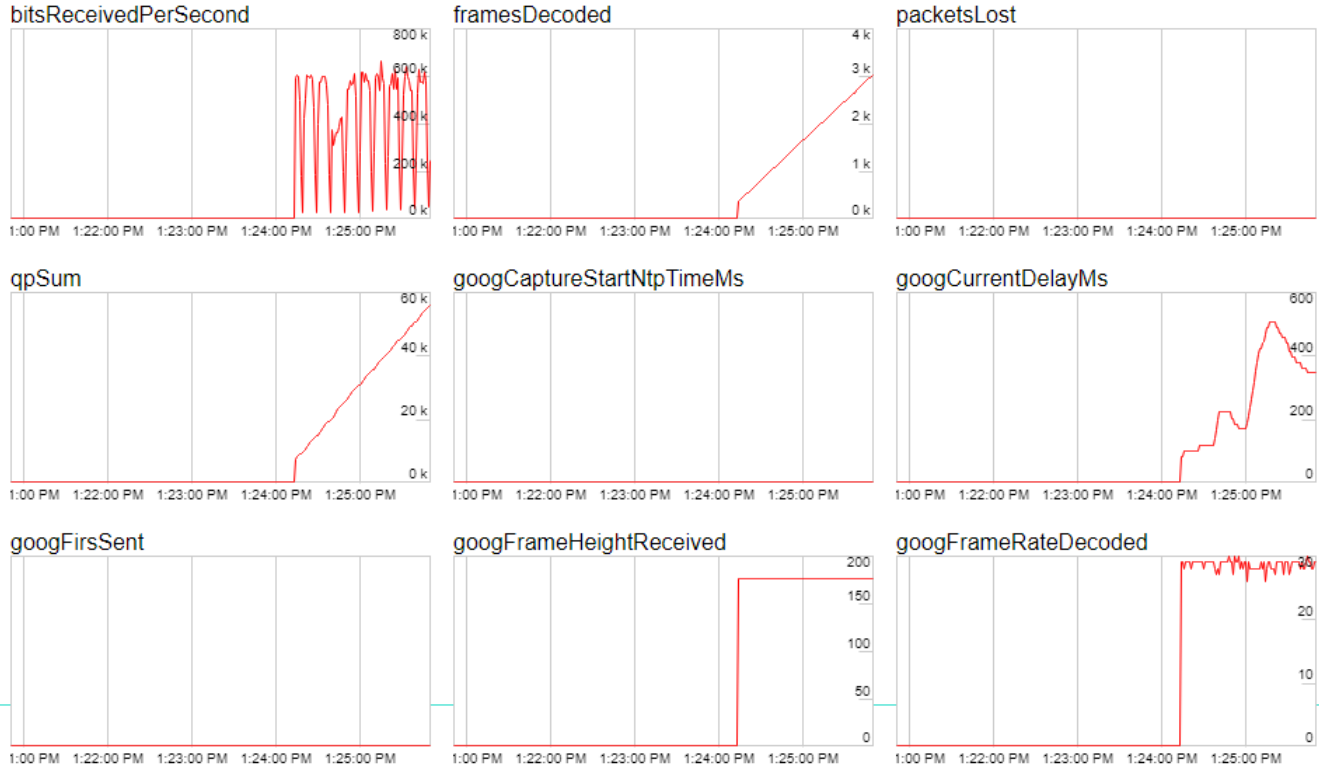 bitsReceivedPerSecond
800 k
600 k
400 k
200 k
0 k
1:00 PM 1:22:00 PM 1:23:00 PM 1:24:00 PM 1:25:00 PM
framesDecoded
4 k
3 k
2 k
1 k
0 k
1:00 PM 1:22:00 PM 1:23:00 PM 1:24:00 PM 1:25:00 PM
packetsLost
1:00 PM 1:22:00 PM 1:23:00 PM 1:24:00 PM 1:25:00 PM
qpSum
60 k
40 k
20 k
0 k
1:00 PM 1:22:00 PM 1:23:00 PM 1:24:00 PM 1:25:00 PM
googCaptureStartNtpTimeMs
1:00 PM 1:22:00 PM 1:23:00 PM 1:24:00 PM 1:25:00 PM
googCurrentDelayMs
600
400
200
0
1:00 PM 1:22:00 PM 1:23:00 PM 1:24:00 PM 1:25:00 PM
googFirsSent
1:00 PM 1:22:00 PM 1:23:00 PM 1:24:00 PM 1:25:00 PM
googFrameHeightReceived
200
150
100
50
0
1:00 PM 1:22:00 PM 1:23:00 PM 1:24:00 PM 1:25:00 PM
googFrameRateDecoded
30
20
10
0
1:00 PM 1:22:00 PM 1:23:00 PM 1:24:00 PM 1:25:00 PM